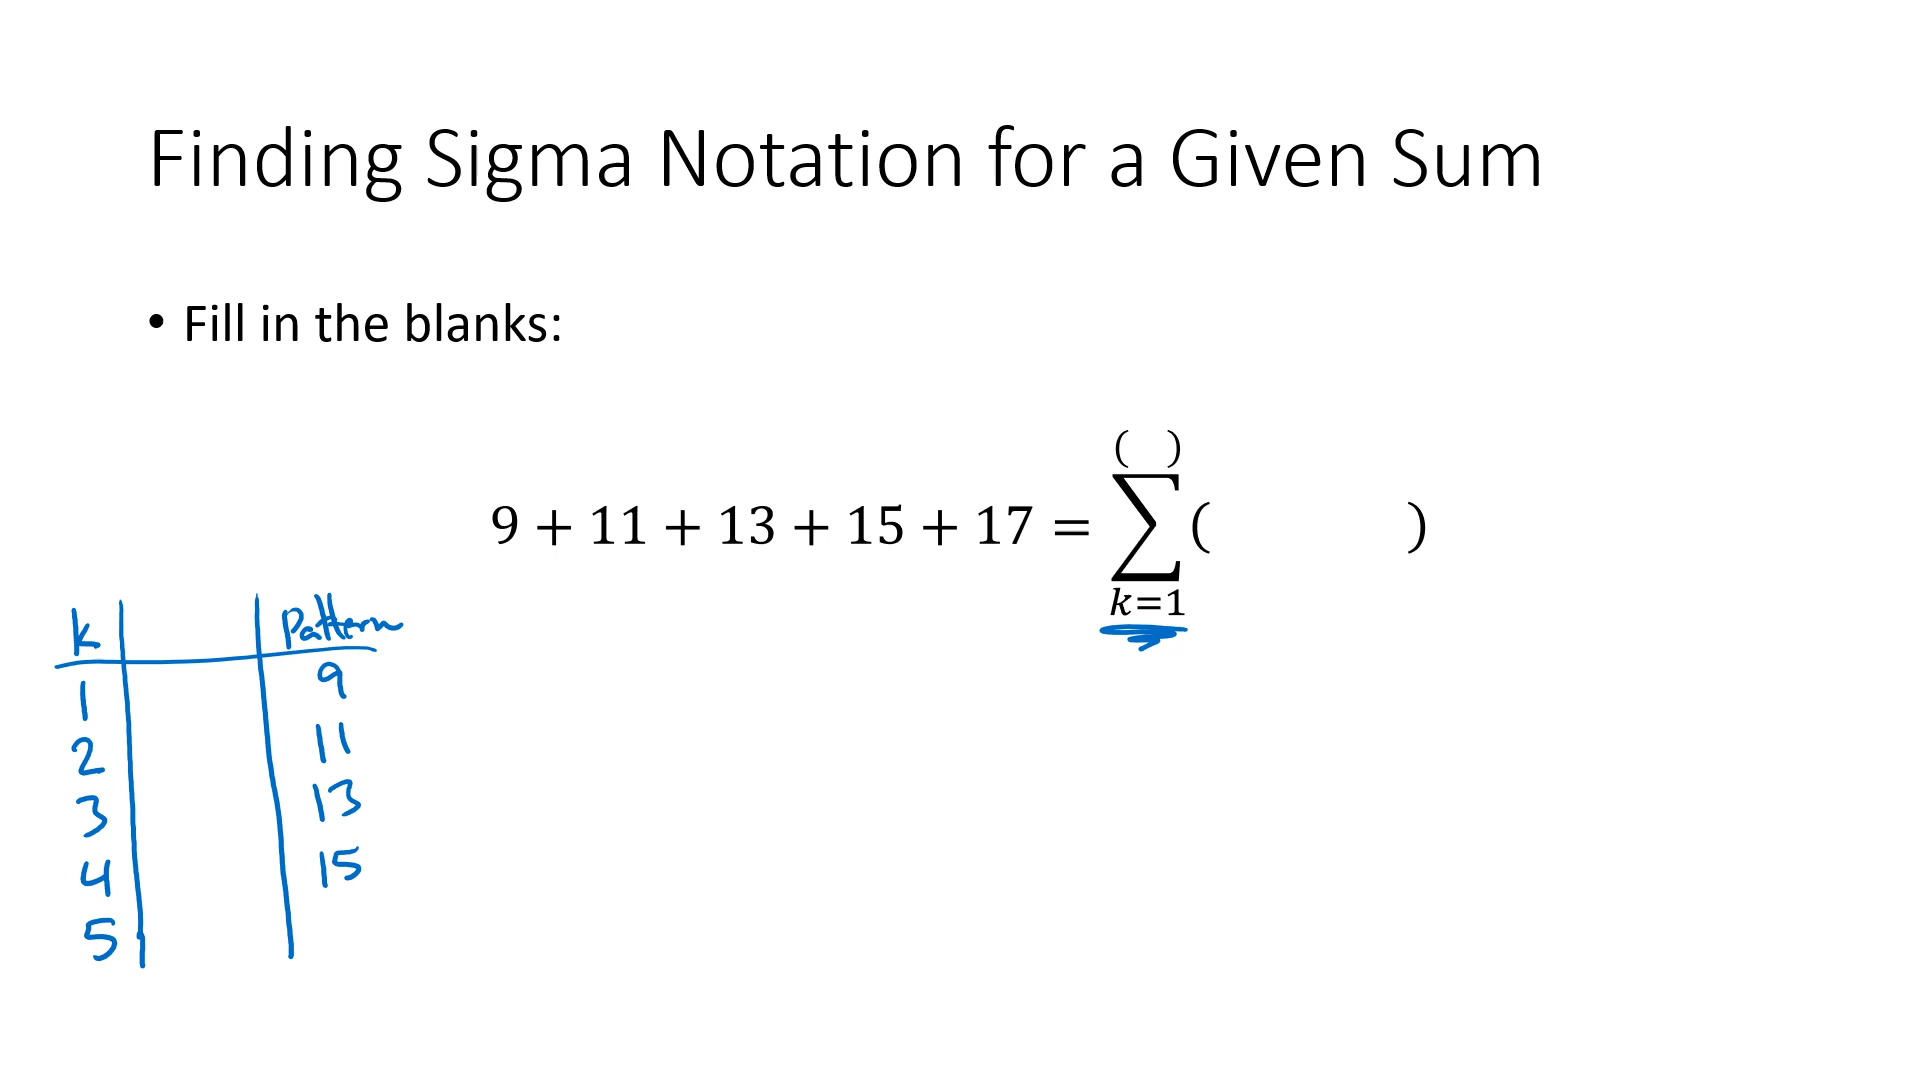 Finding Sigma Notation for a Given Sum
• Fill in the blanks:
( )
9 + 11 + 13 + 15 + 17 = ∑ ( )
k=1
k Pattern
1 9
2 11
3 13
4 15
5